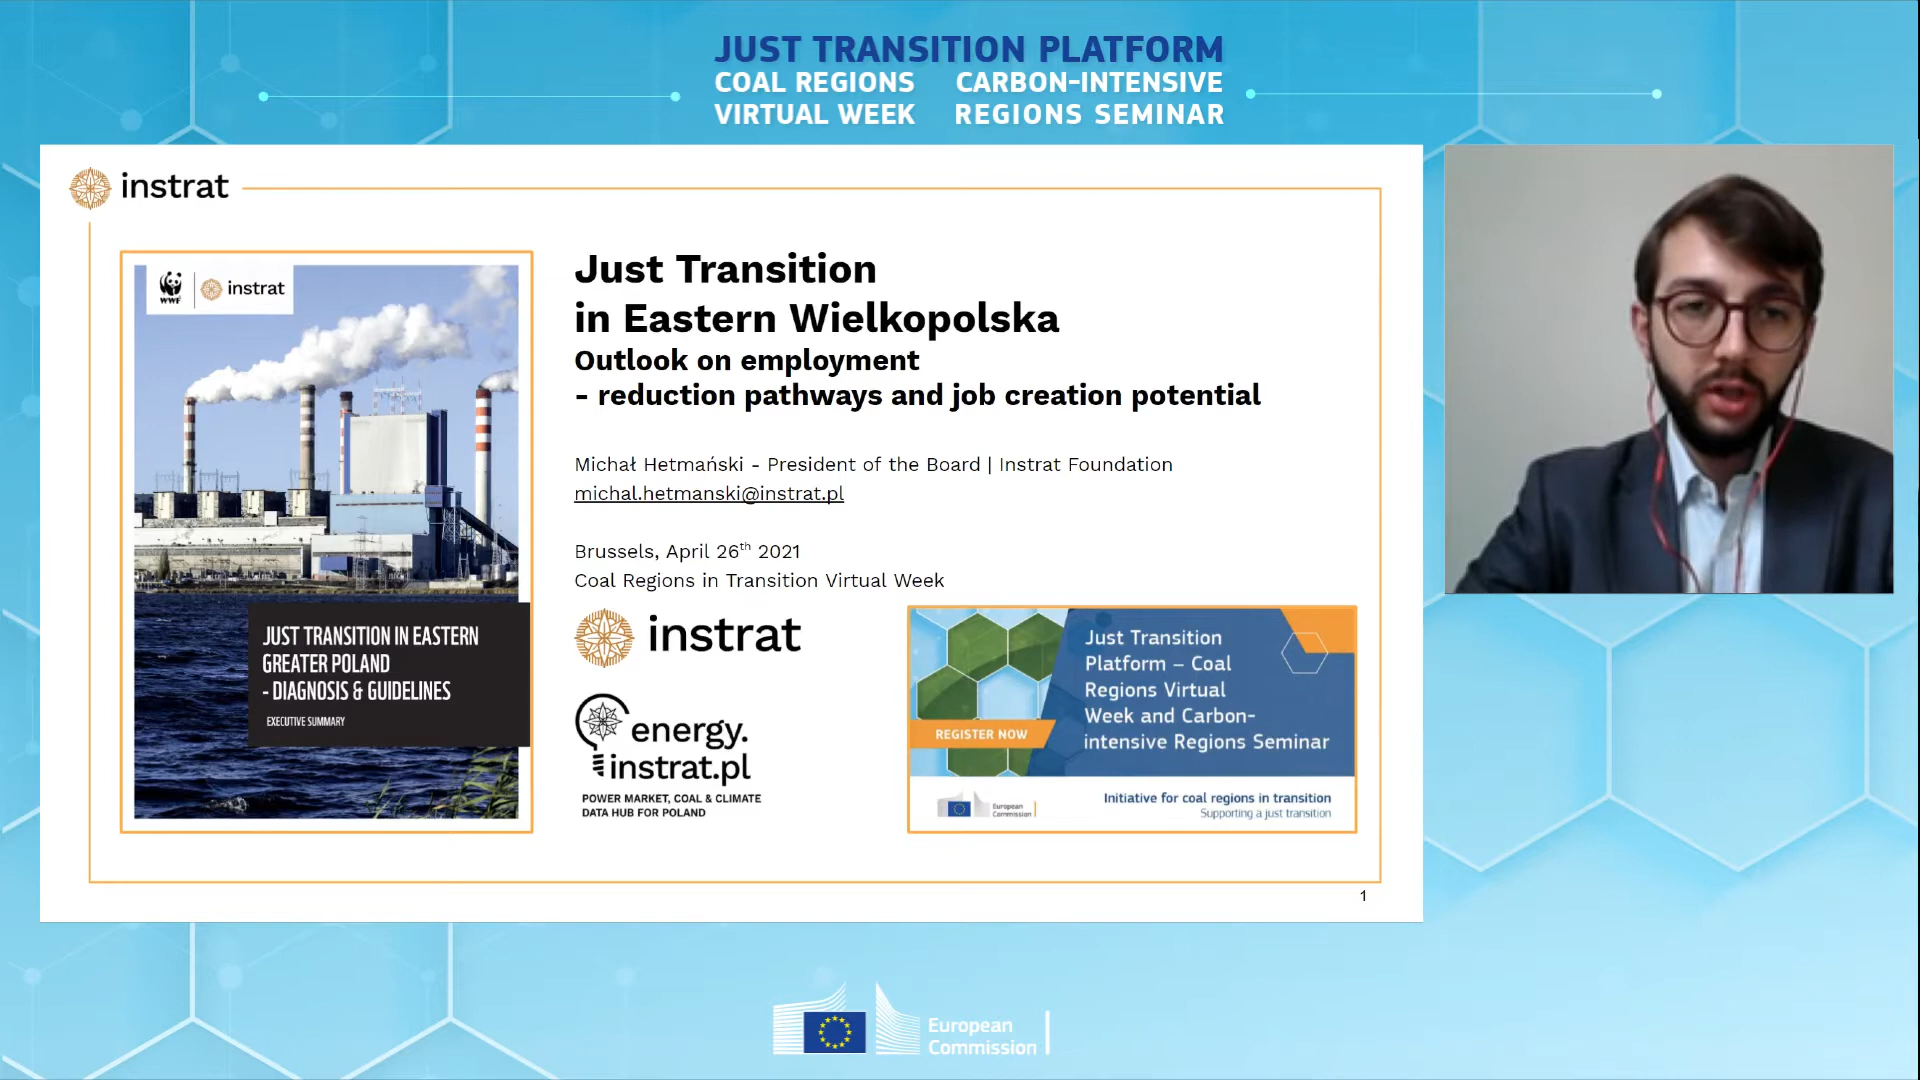 JUST TRANSITION PLATFORM
COAL REGIONS
VIRTUAL WEEK
CARBON-INTENSIVE
REGIONS SEMINAR
instrat
WWF
instrat
JUST TRANSITION IN EASTERN
GREATER POLAND
- DIAGNOSIS & GUIDELINES
EXECUTIVE SUMMARY
Just Transition
in Eastern Wielkopolska
Outlook on employment
- reduction pathways and job creation potential
Michał Hetmański - President of the Board | Instrat Foundation
michal.hetmanski@instrat.pl
Brussels, April 26th 2021
Coal Regions in Transition Virtual Week
instrat
energy.
instrat.pl
POWER MARKET, COAL & CLIMATE
DATA HUB FOR POLAND
Just Transition
Platform – Coal
Regions Virtual
Week and Carbon-
intensive Regions Seminar
REGISTER NOW
European
Commission
Initiative for coal regions in transition
Supporting a just transition
1
European
Commission